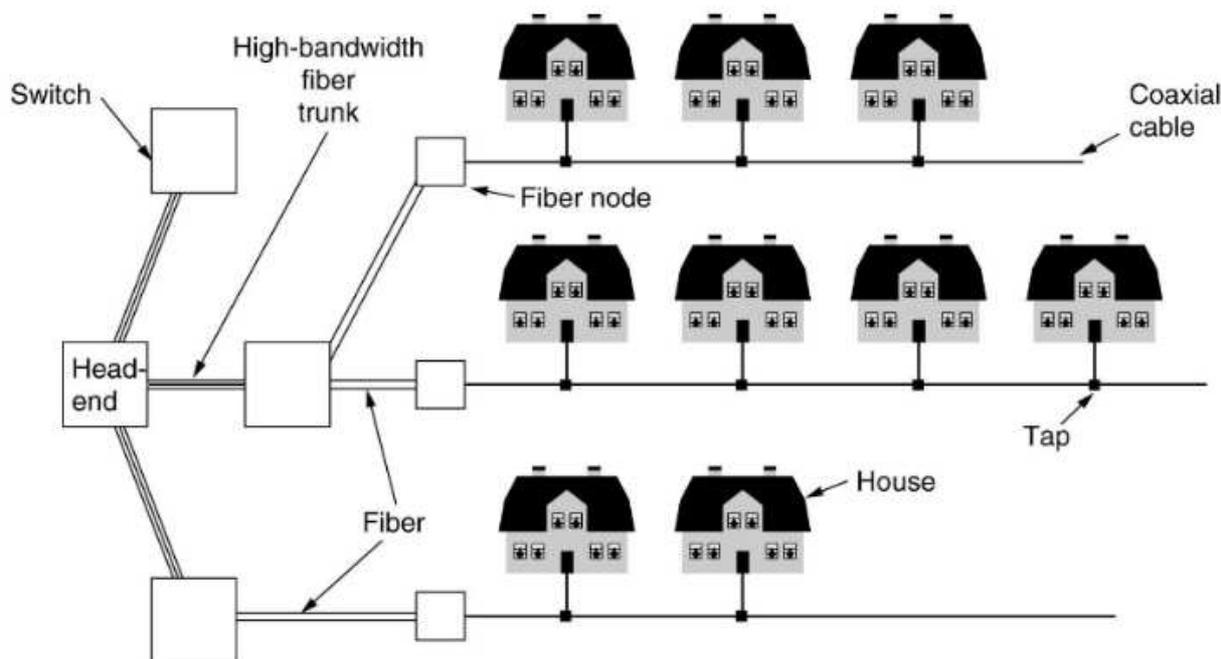 High-bandwidth
fiber
trunk
Switch
Coaxial
cable
Fiber node
Head-
end
Tap
House
Fiber